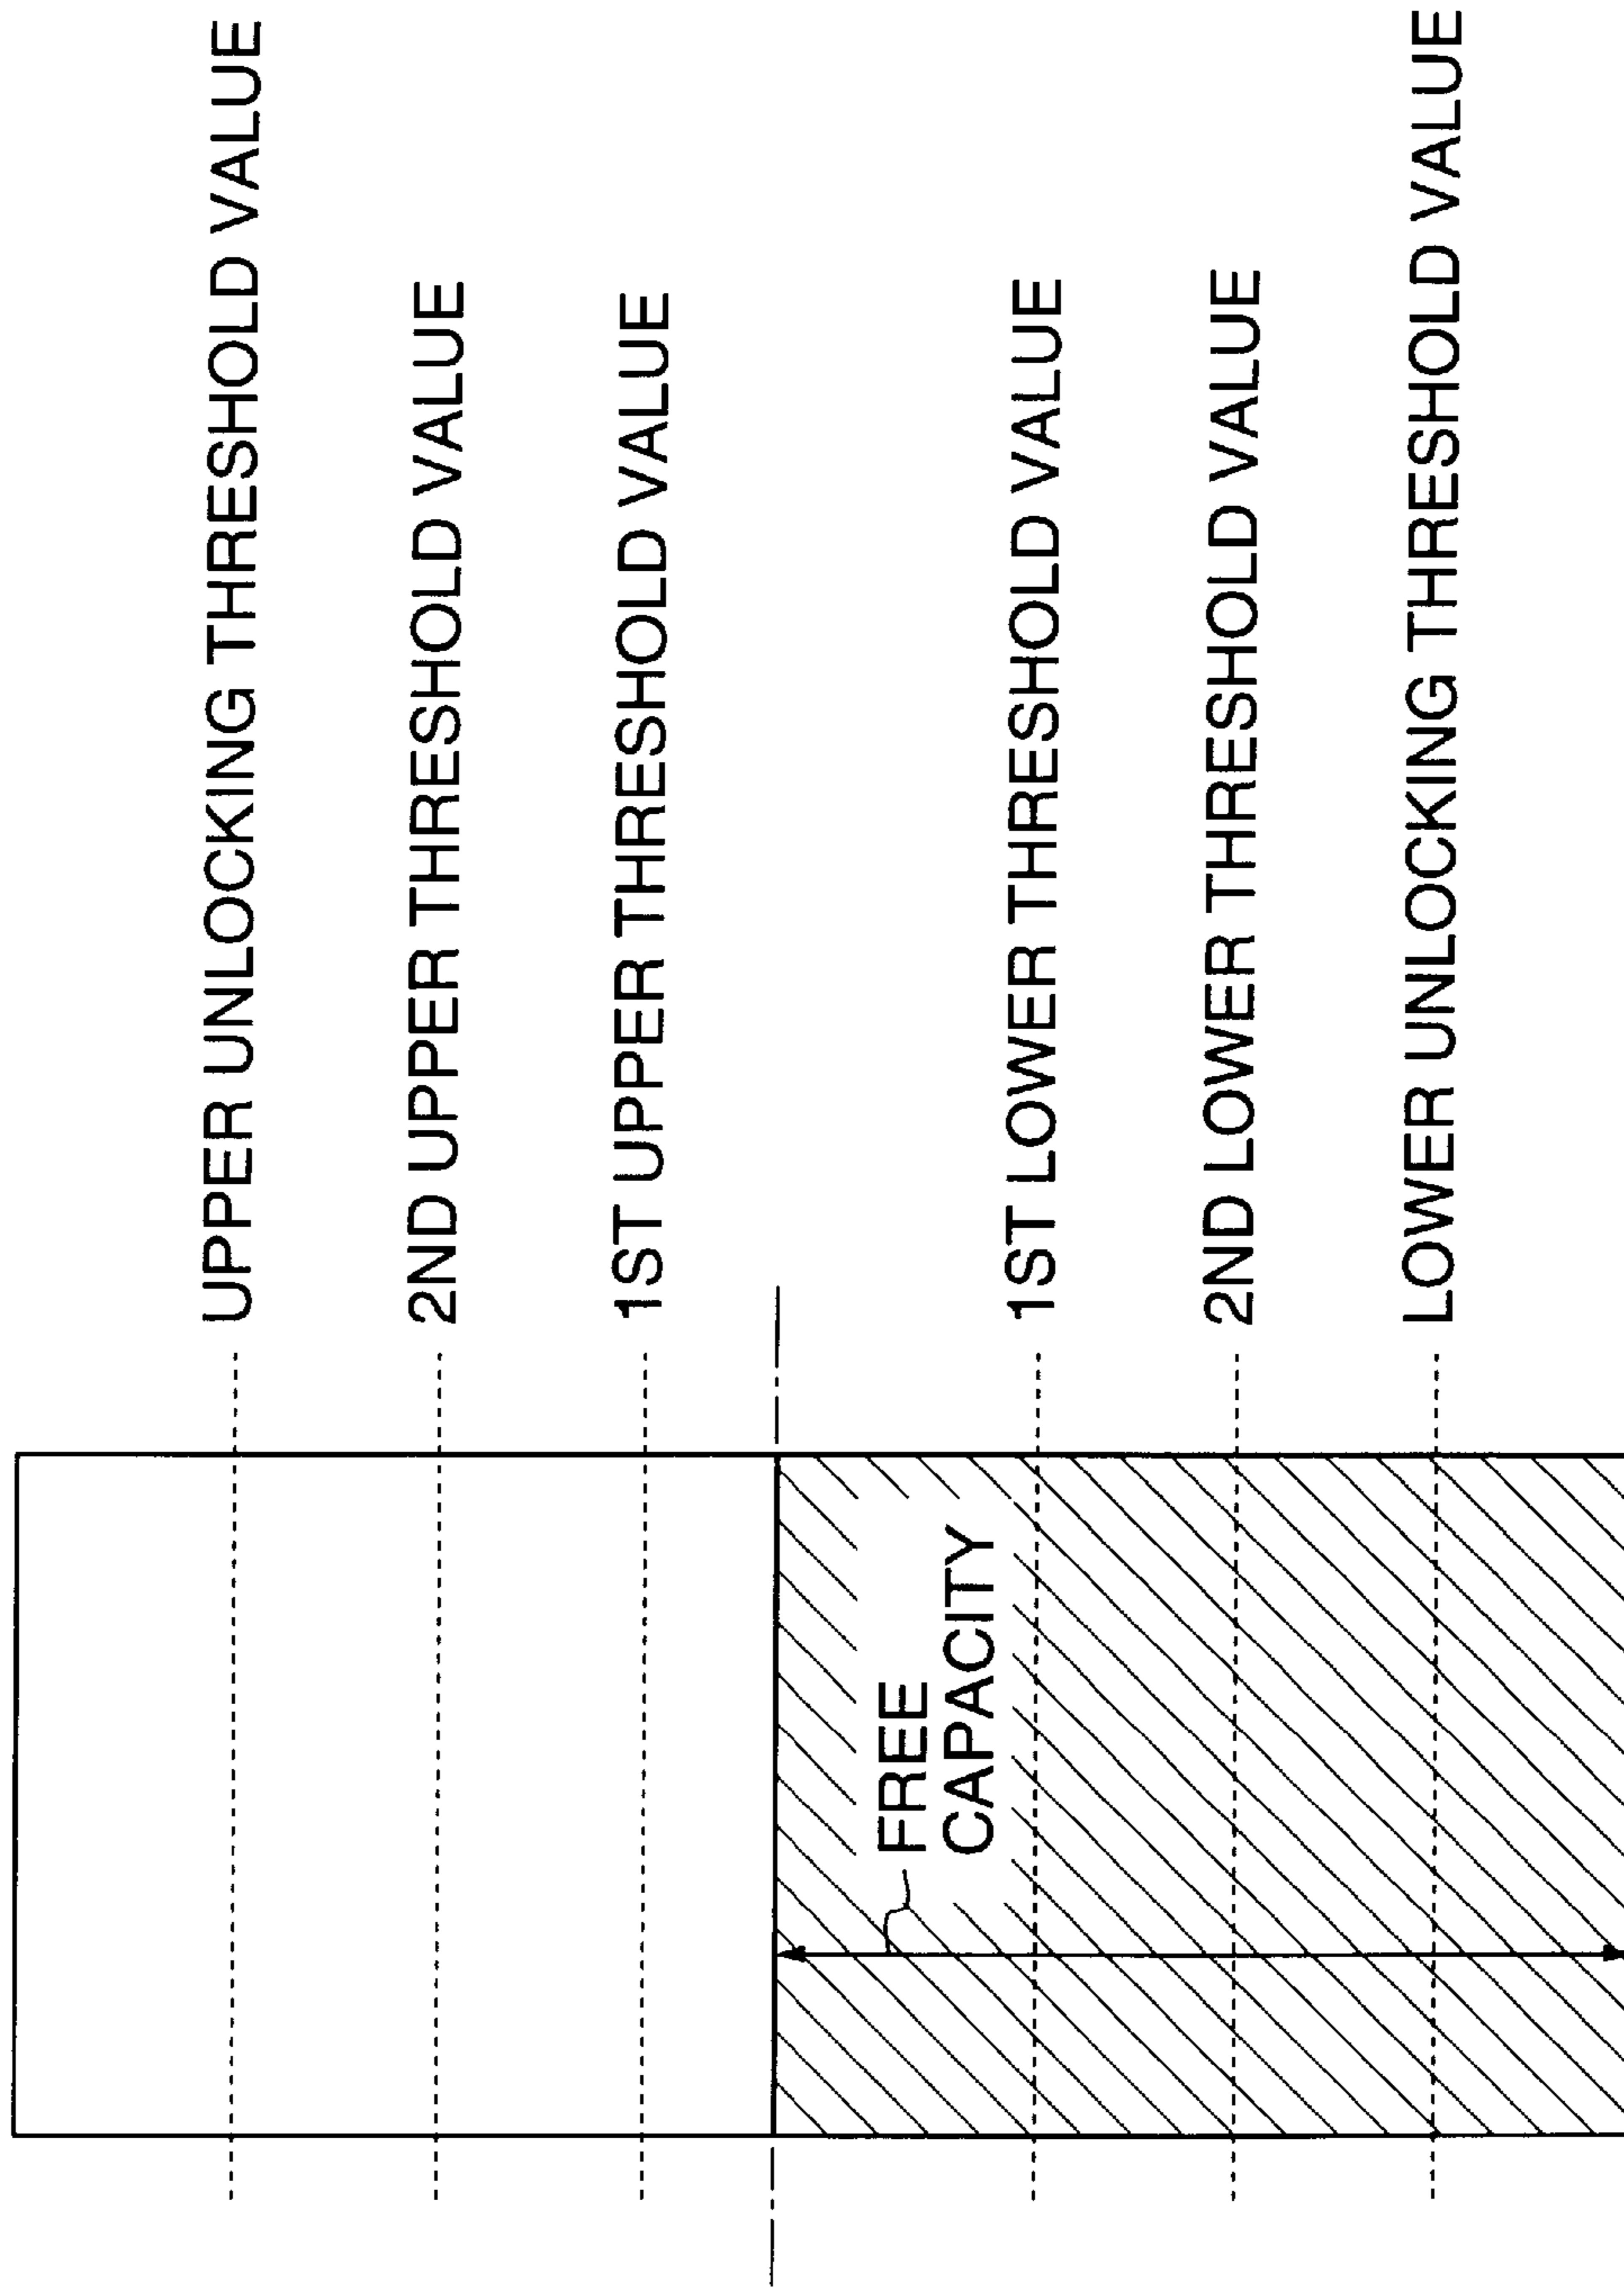 UPPER UNLOCKING THRESHOLD VALUE
2ND UPPER THRESHOLD VALUE
1ST UPPER THRESHOLD VALUE
FREE
CAPACITY
1ST LOWER THRESHOLD VALUE
2ND LOWER THRESHOLD VALUE
LOWER UNLOCKING THRESHOLD VALUE